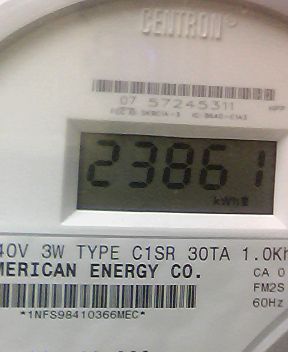 CENTRON®
07 57245311
23861
kWh
40V 3W TYPE C1SR 30TA 1.0Kh
MERICAN ENERGY CO.
CA 0
FM2S
60Hz
*1NFS98410366MEC*